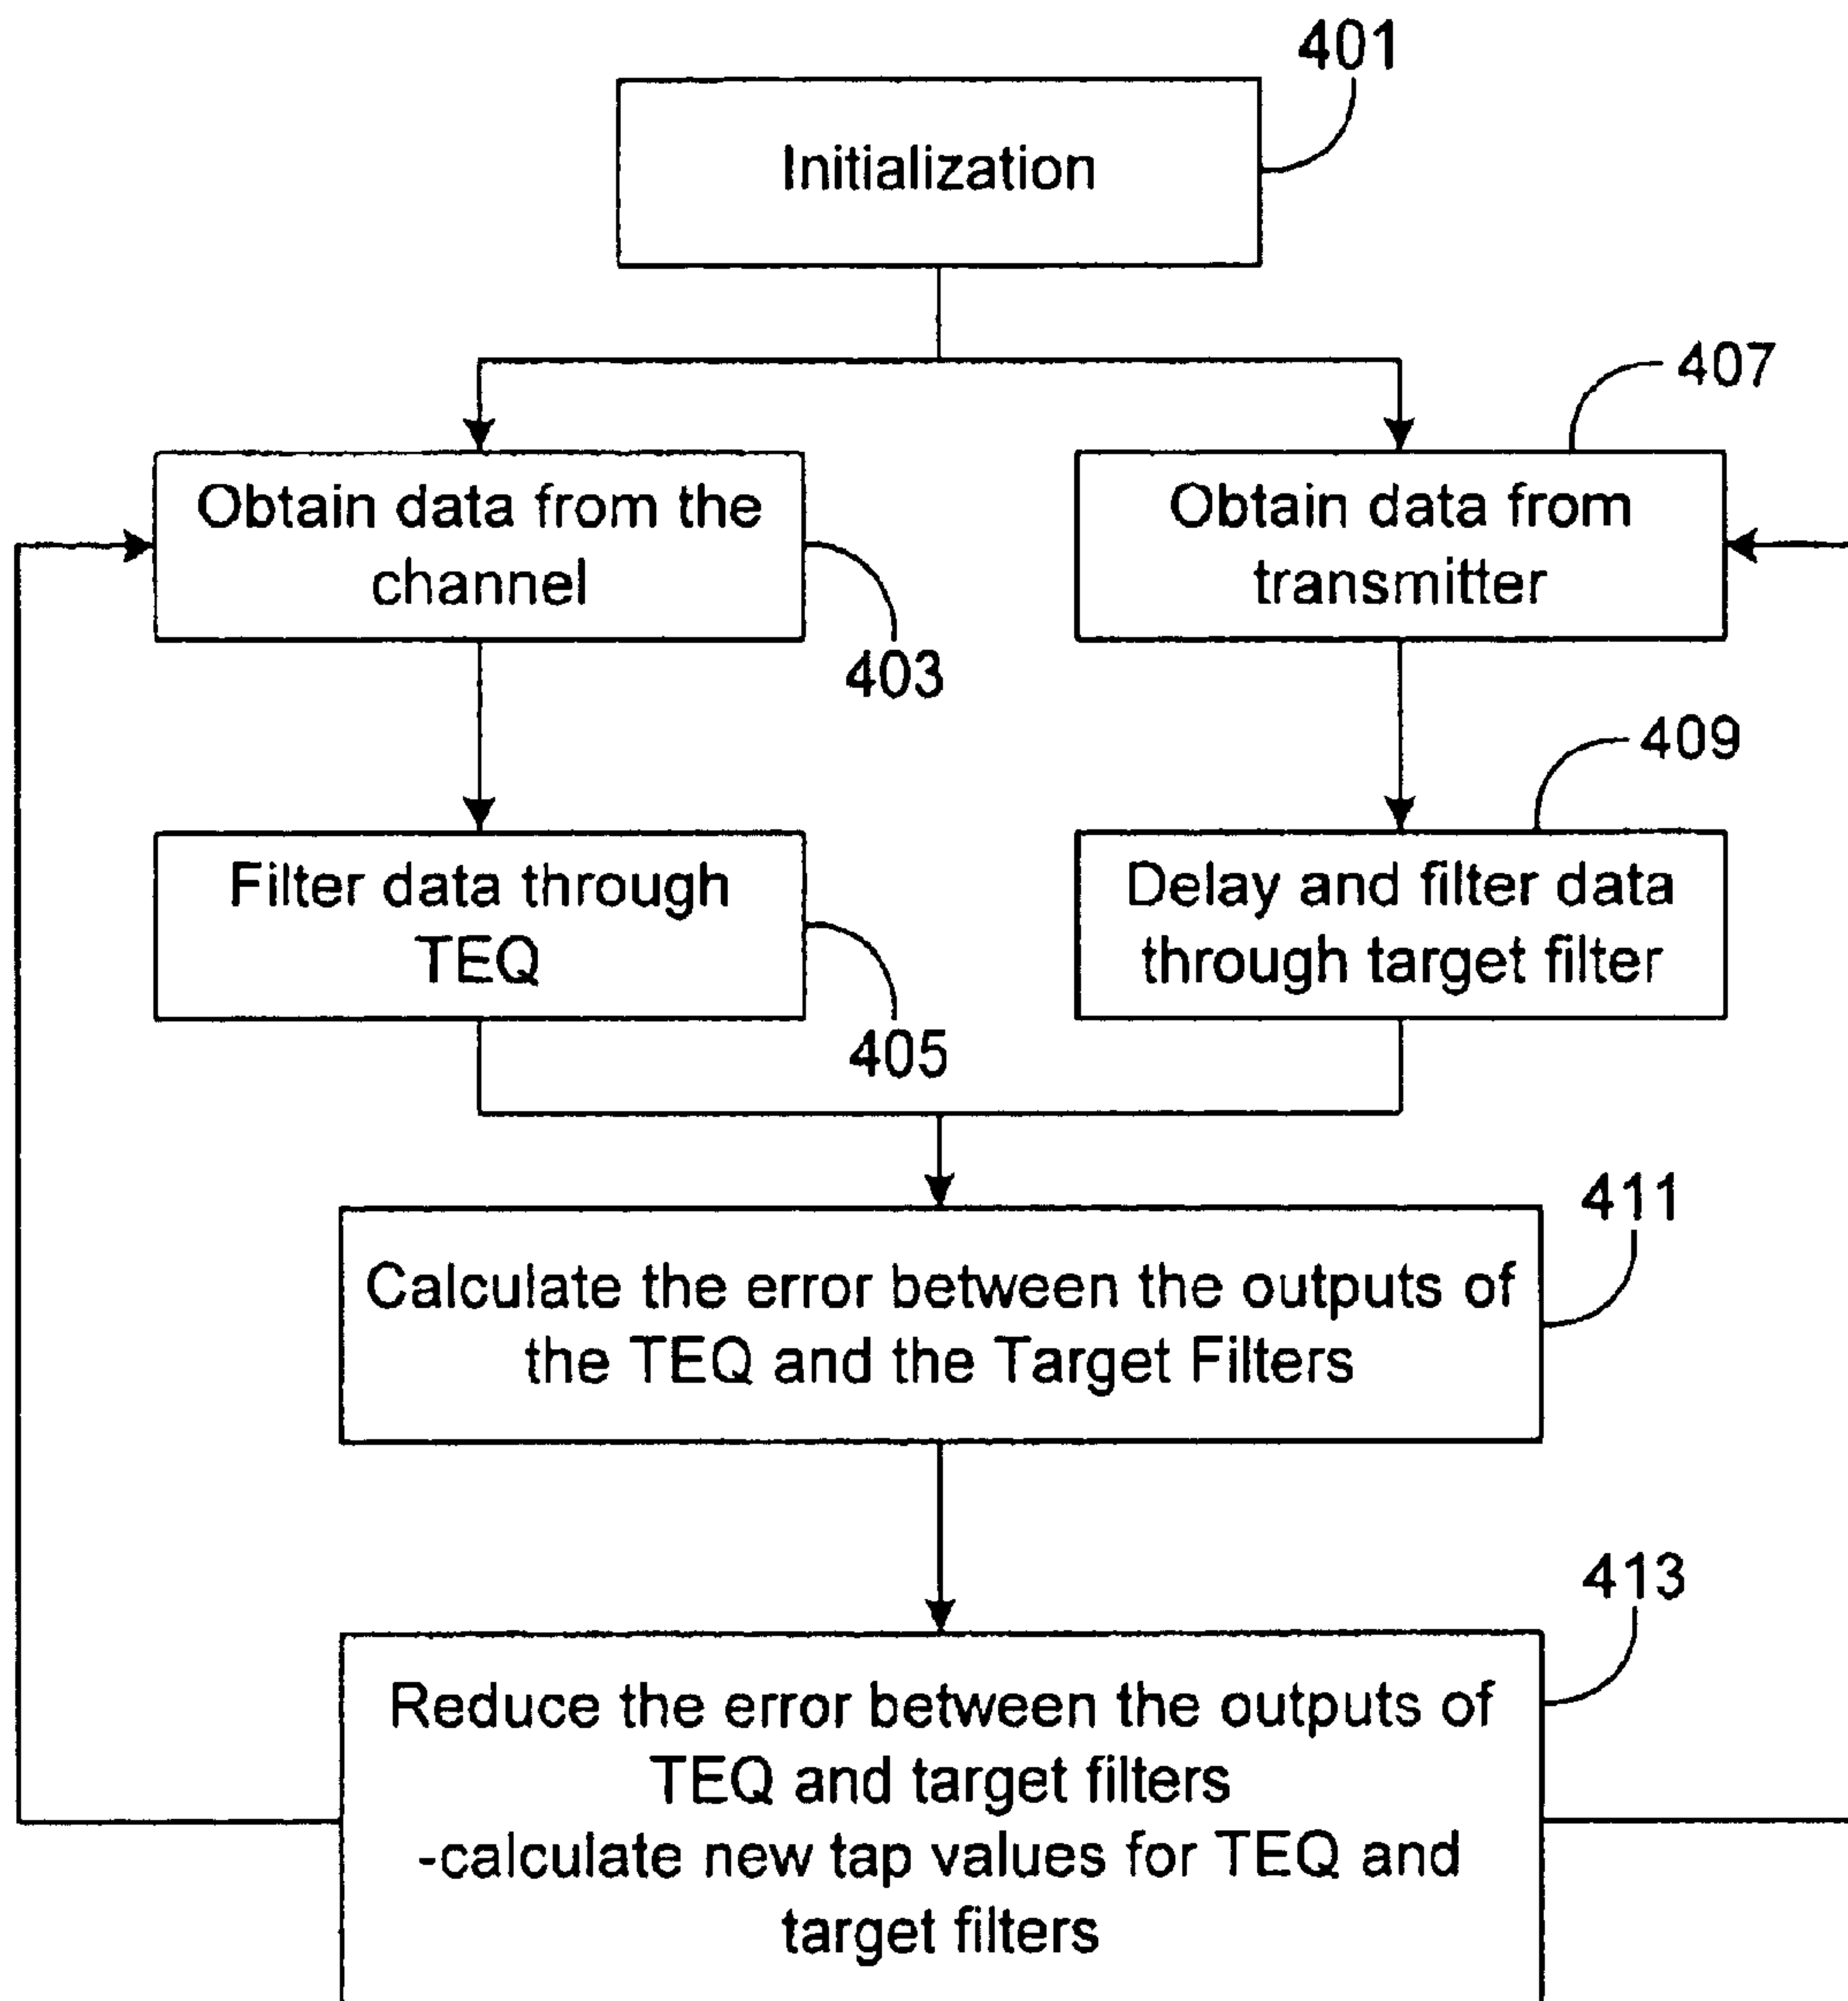 401
Initialization
407
Obtain data from the
channel
Obtain data from
transmitter
403
409
Filter data through
TEQ
Delay and filter data
through target filter
405
411
Calculate the error between the outputs of
the TEQ and the Target Filters
413
Reduce the error between the outputs of
TEQ and target filters
-calculate new tap values for TEQ and
target filters